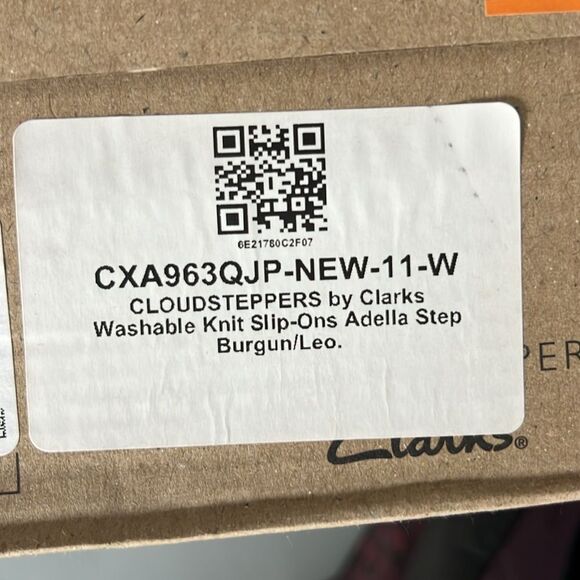 6E21780C2F07
CXA963QJP-NEW-11-W
CLOUDSTEPPERS by Clarks
Washable Knit Slip-Ons Adella Step
Burgun/Leo.
PER
Clarks®